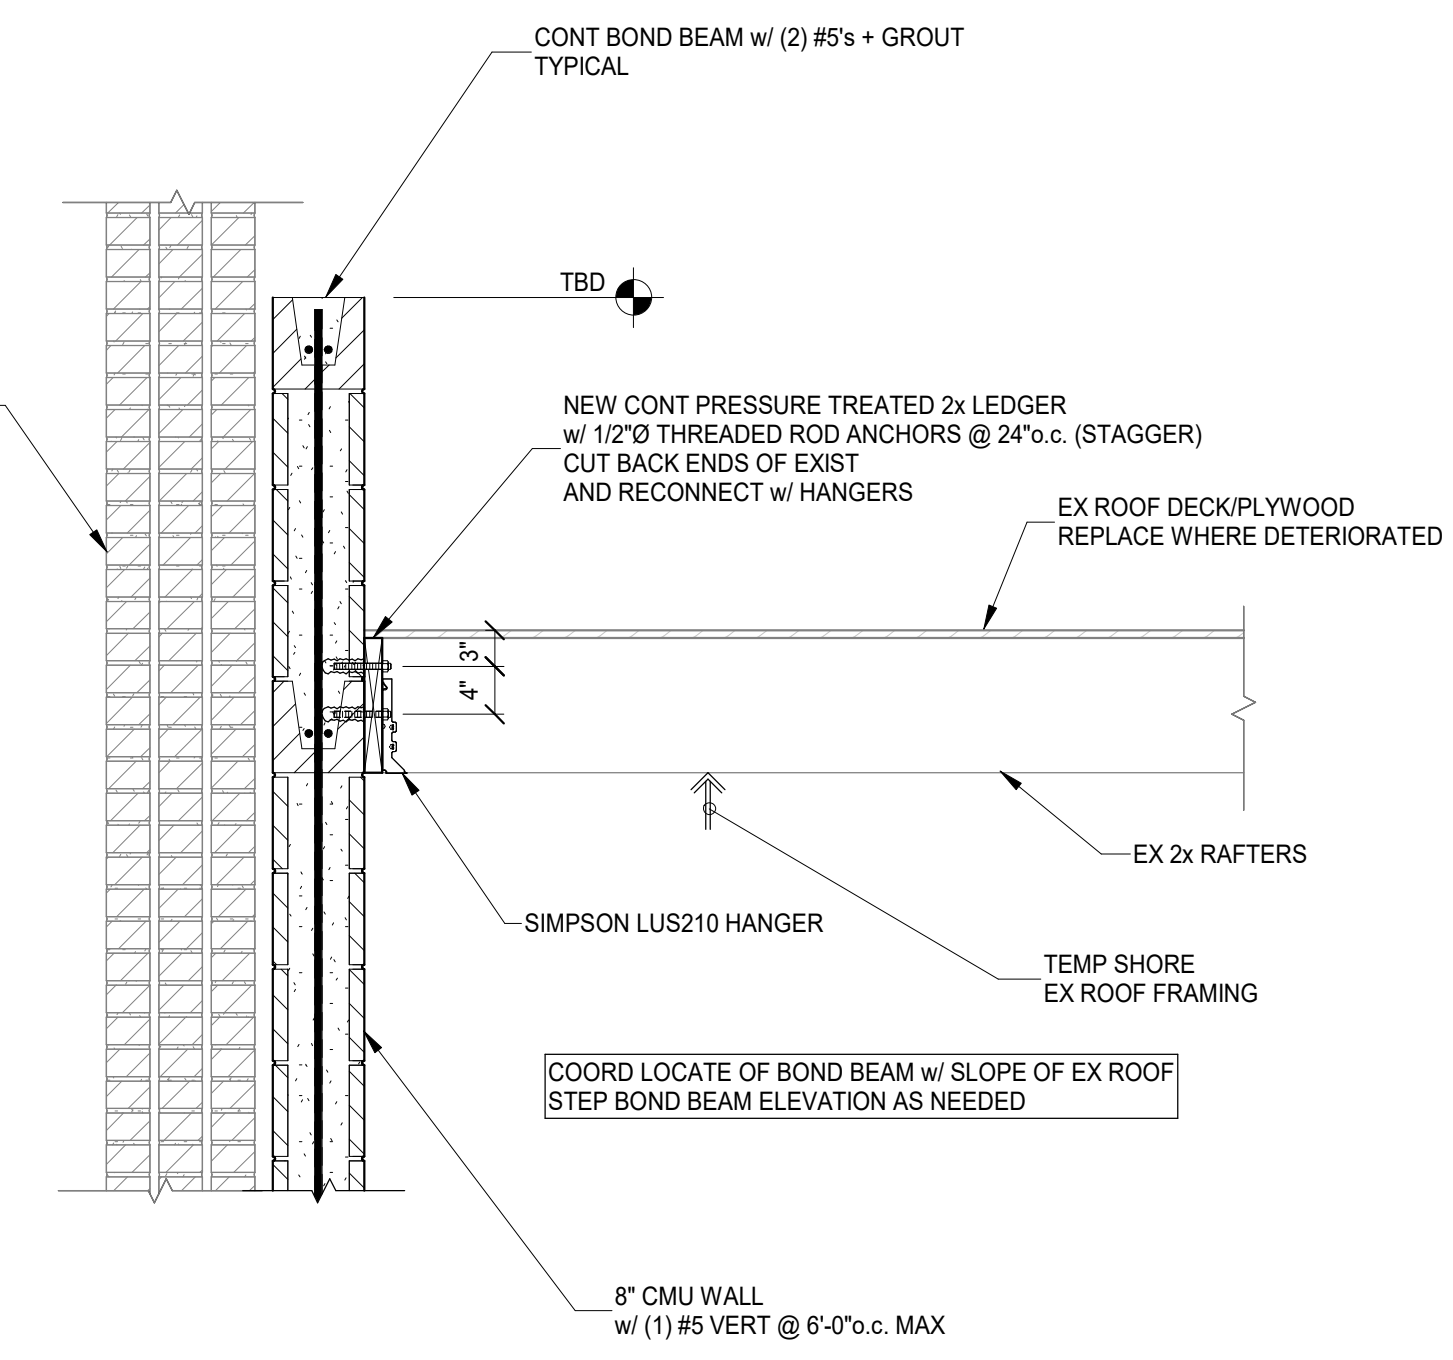 CONT BOND BEAM w/ (2) #5's + GROUT
TYPICAL
TBD
NEW CONT PRESSURE TREATED 2x LEDGER
w/ 1/2"Ø THREADED ROD ANCHORS @ 24"o.c. (STAGGER)
CUT BACK ENDS OF EXIST
AND RECONNECT w/ HANGERS
EX ROOF DECK/PLYWOOD
REPLACE WHERE DETERIORATED
3"
4"
EX 2x RAFTERS
SIMPSON LUS210 HANGER
TEMP SHORE
EX ROOF FRAMING
COORD LOCATE OF BOND BEAM w/ SLOPE OF EX ROOF
STEP BOND BEAM ELEVATION AS NEEDED
8" CMU WALL
w/ (1) #5 VERT @ 6'-0"o.c. MAX